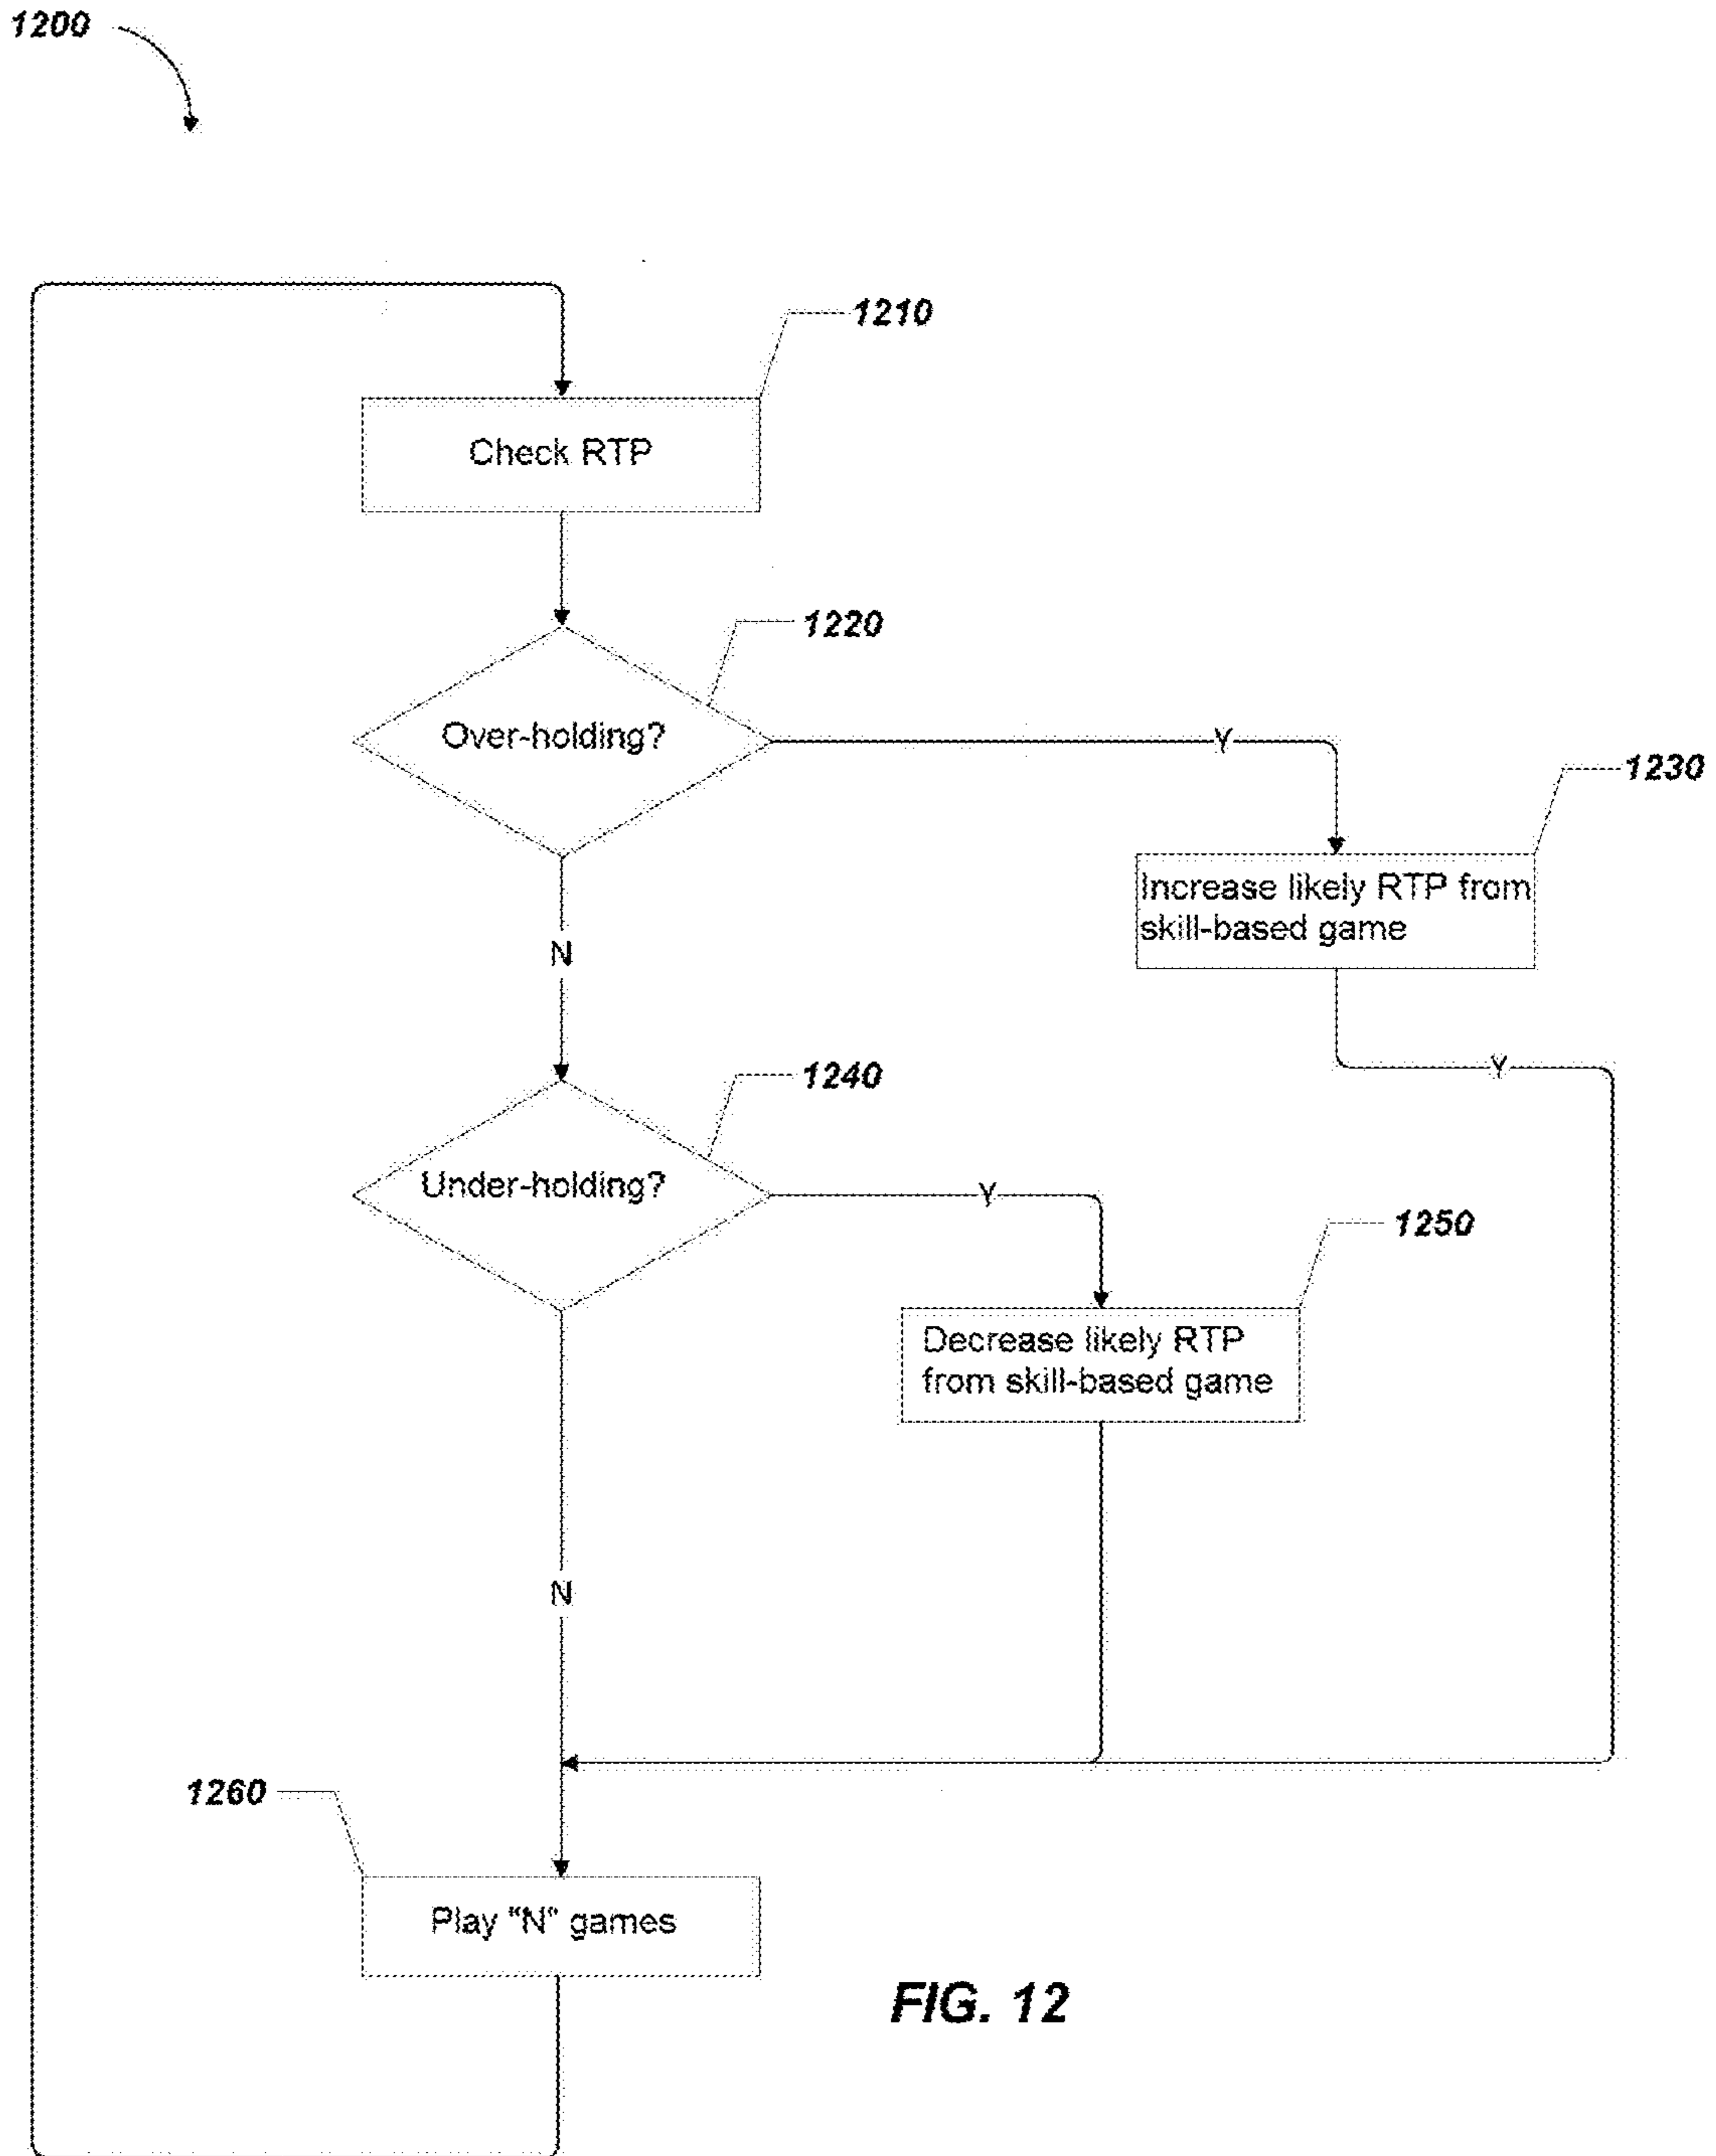 1200
1210
Check RTP
1220
Over-holding?
Y
1230
Increase likely RTP from
skill-based game
N
Y
1240
Under-holding?
Y
1250
Decrease likely RTP
from skill-based game
N
1260
Play "N" games
FIG. 12